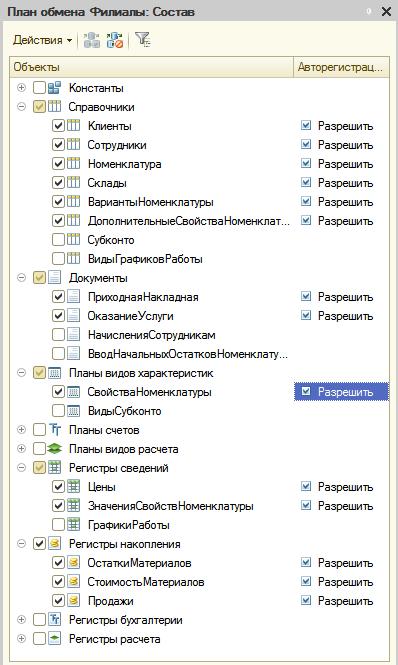 План обмена Филиалы: Состав
Действия
Объекты Авторегистрац...
Константы
Справочники
Клиенты Разрешить
Сотрудники Разрешить
Номенклатура Разрешить
Склады Разрешить
ВариантыНоменклатуры Разрешить
ДополнительныеСвойстваНоменклат... Разрешить
Субконто
ВидыГрафиковРаботы
Документы
ПриходнаяНакладная Разрешить
ОказаниеУслуги Разрешить
НачисленияСотрудникам
ВводНачальныхОстатковНоменклату...
Планы видов характеристик
СвойстваНоменклатуры Разрешить
ВидыСубконто
Планы счетов
Планы видов расчета
Регистры сведений
Цены Разрешить
ЗначенияСвойствНоменклатуры Разрешить
ГрафикиРаботы
Регистры накопления
ОстаткиМатериалов Разрешить
СтоимостьМатериалов Разрешить
Продажи Разрешить
Регистры бухгалтерии
Регистры расчета